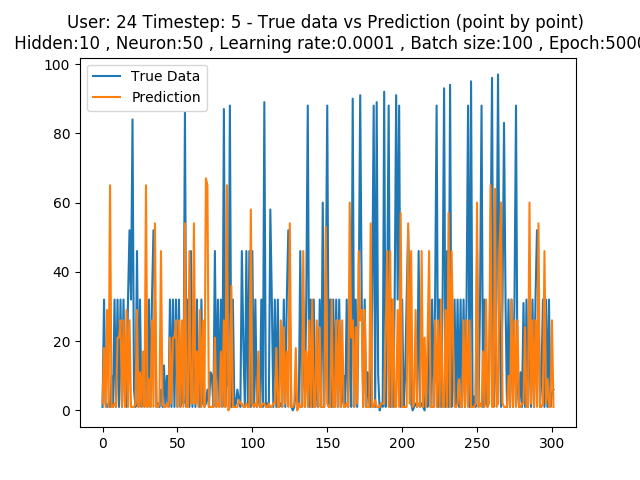 User: 24 Timestep: 5 - True data vs Prediction (point by point)
Hidden:10 , Neuron:50 , Learning rate:0.0001 , Batch size:100 , Epoch:5000
True Data
Prediction
100
80
60
40
20
0
0 50 100 150 200 250 300